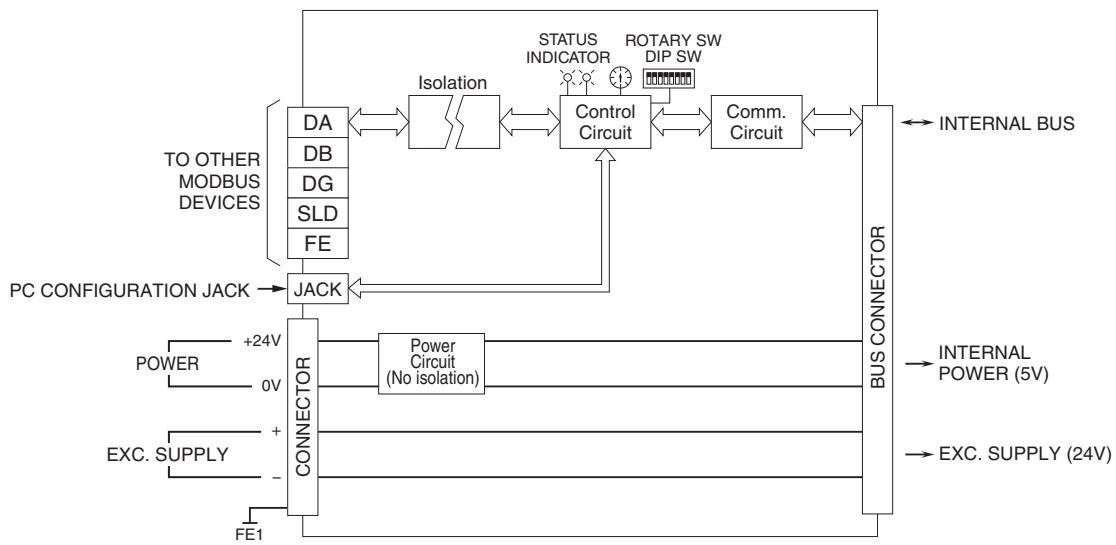 STATUS
INDICATOR
ROTARY SW
DIP SW
Isolation
Control
Circuit
Comm.
Circuit
TO OTHER
MODBUS
DEVICES
DA
DB
DG
SLD
FE
INTERNAL BUS
PC CONFIGURATION JACK
JACK
BUS CONNECTOR
CONNECTOR
POWER
+24V
0V
Power
Circuit
(No isolation)
INTERNAL
POWER (5V)
EXC. SUPPLY
+
−
EXC. SUPPLY (24V)
FE1